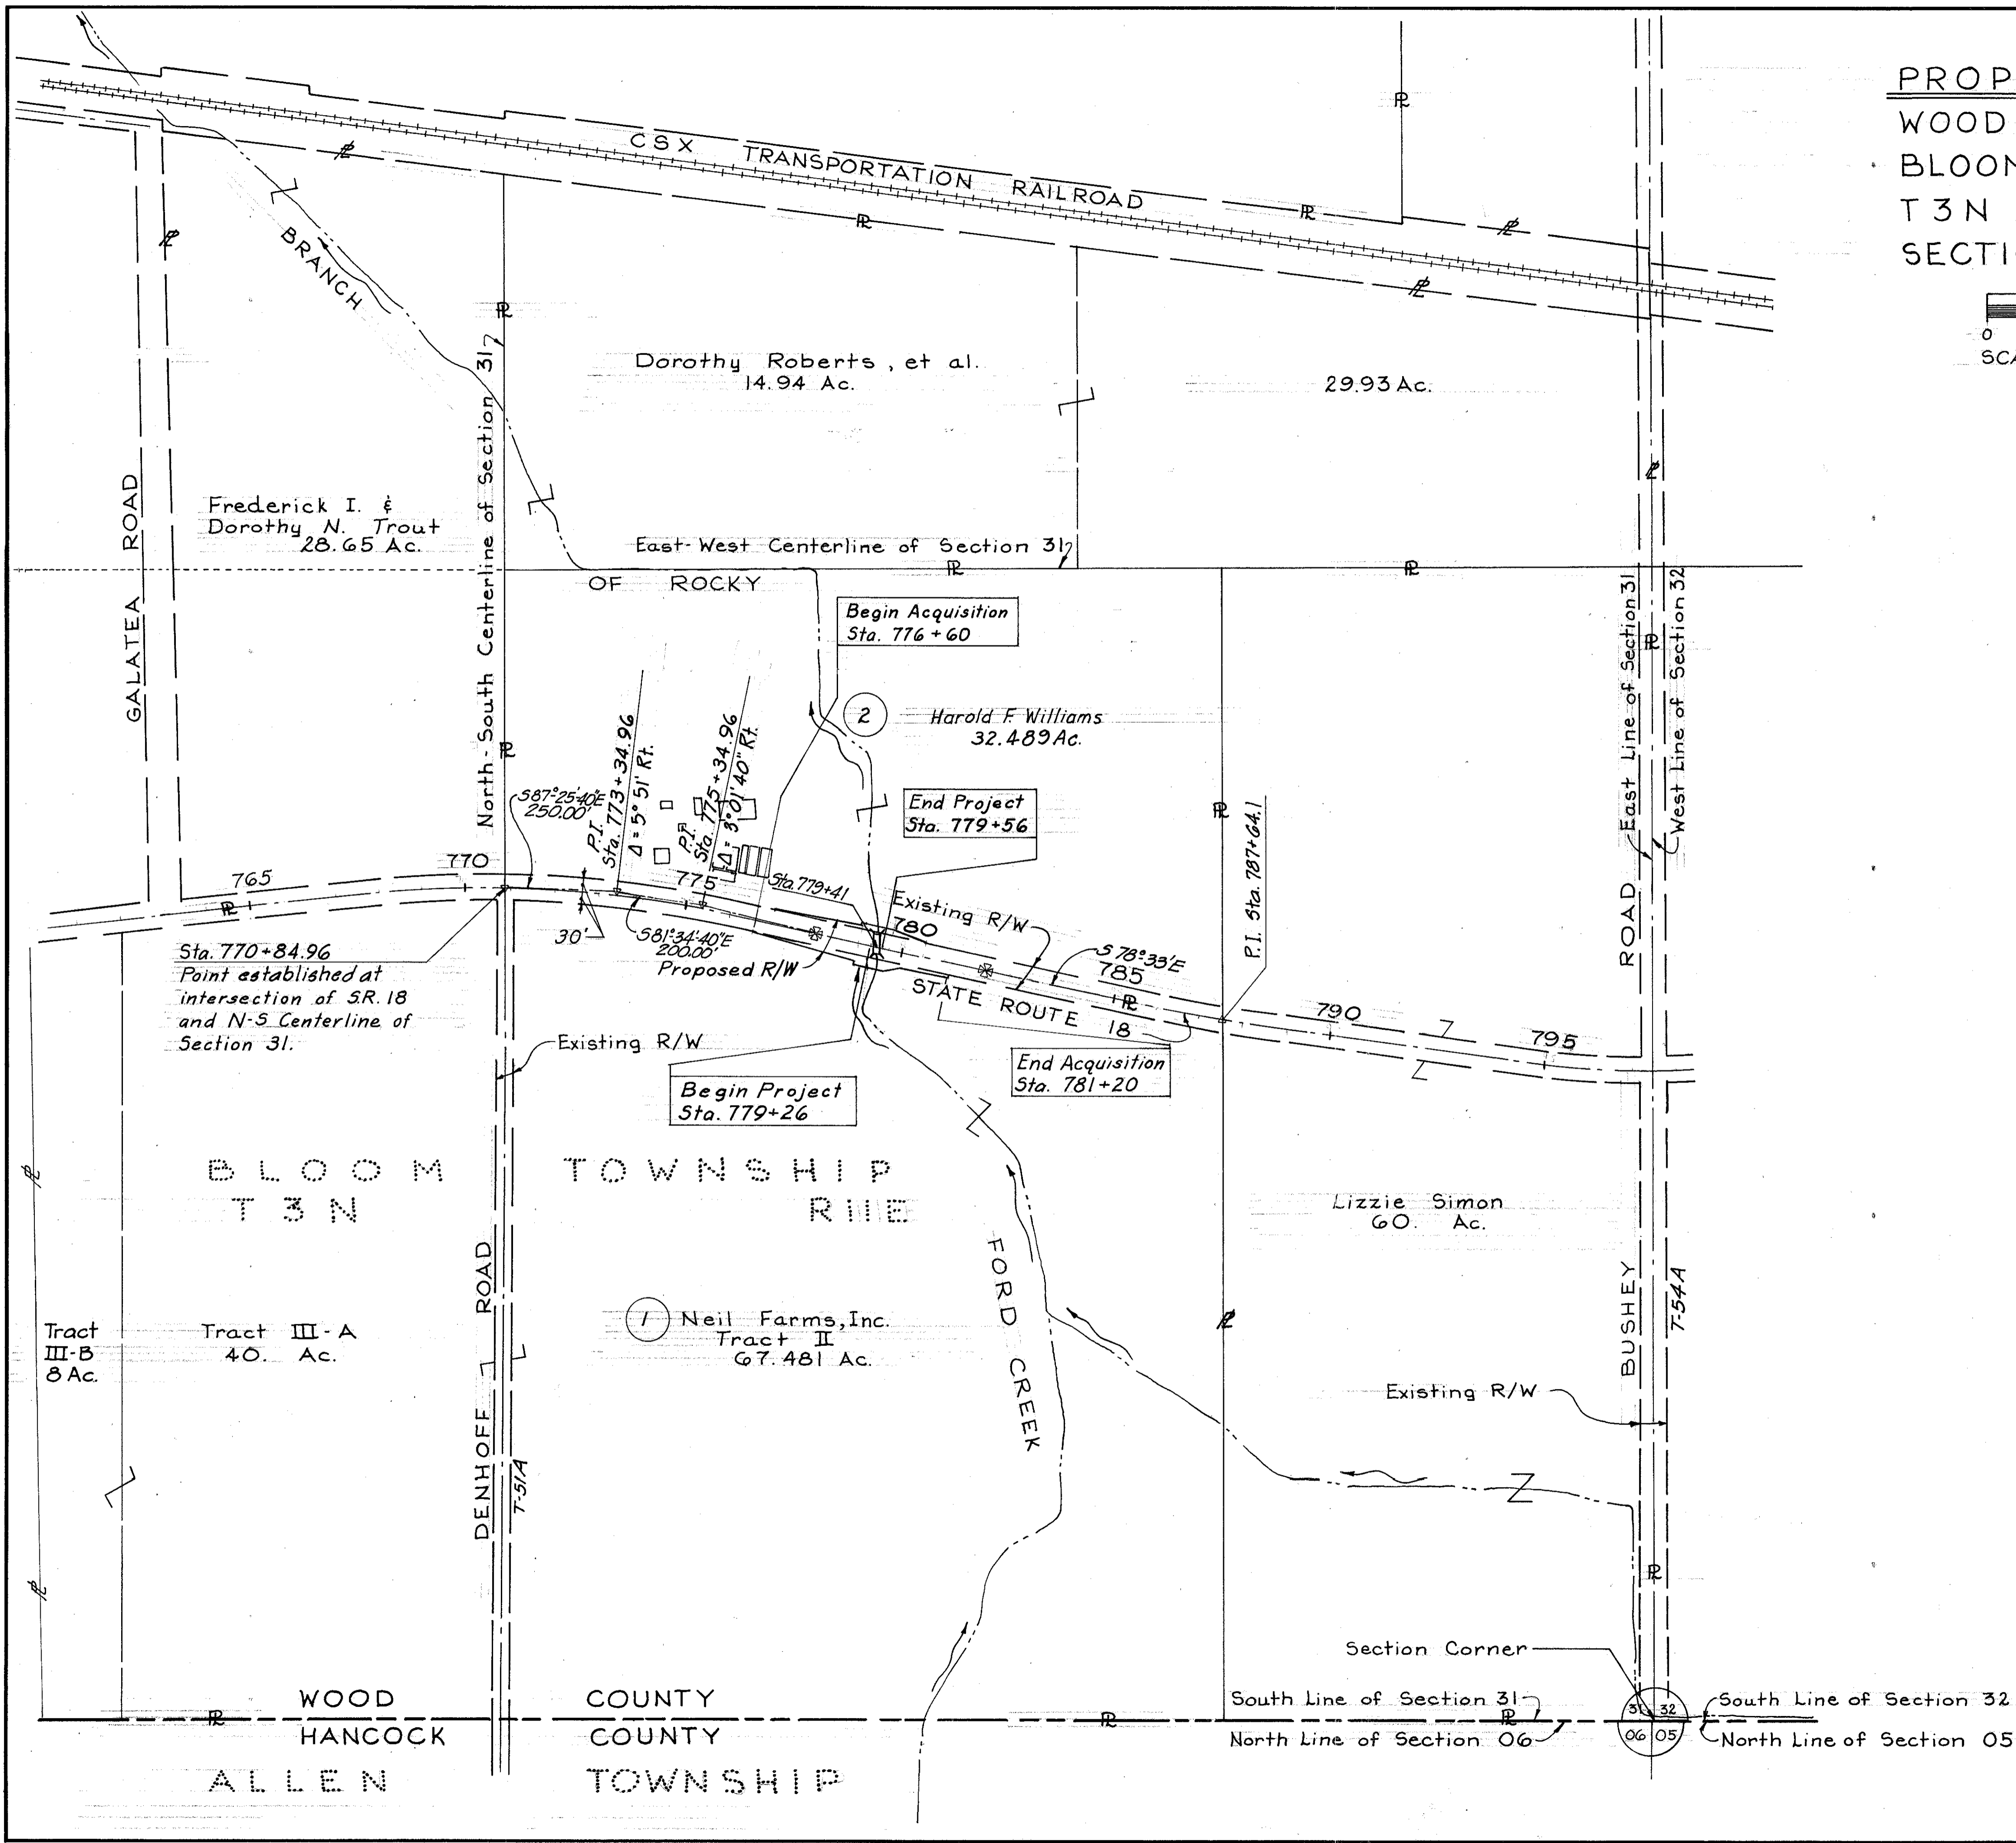 PROP
WOOD
BLOOM
T 3 N
SECTI
0
SCA
CSX TRANSPORTATION RAILROAD
BRANCH
North-South Centerline of Section 31
Dorothy Roberts, et al.
14.94 Ac.
29.93 Ac.
GALATEA ROAD
Frederick I. &
Dorothy N. Trout
28.65 Ac.
East-West Centerline of Section 31
OF ROCKY
Begin Acquisition
Sta. 776 + 60
East Line of Section 31
West Line of Section 32
2
Harold F. Williams
32.489 Ac.
P.I.
Sta. 773+34.96
Δ = 5° 51' Rt.
P.I.
Sta. 775+34.96
Δ = 3° 01' 40" Rt.
S87°25'40"E
250.00'
End Project
Sta. 779+56
P.I. Sta. 787+64.1
765
770
775
Sta. 779+41
Existing R/W
780
S 78°33'E
785
790
795
30'
S81°34'40"E
200.00'
Proposed R/W
STATE ROUTE 18
Sta. 770+84.96
Point established at
intersection of S.R. 18
and N-S Centerline of
Section 31.
Existing R/W
Begin Project
Sta. 779+26
End Acquisition
Sta. 781+20
BLOOM TOWNSHIP
T 3 N R11E
Lizzie Simon
60. Ac.
DENHOFF ROAD
T-51A
FORD CREEK
BUSHEY ROAD
T-54A
Tract
III-B
8 Ac.
Tract III-A
40. Ac.
1
Neil Farms, Inc.
Tract II
67.481 Ac.
Existing R/W
Section Corner
WOOD COUNTY
HANCOCK COUNTY
South Line of Section 31
North Line of Section 06
31 32
06 05
South Line of Section 32
North Line of Section 05
ALLEN TOWNSHIP